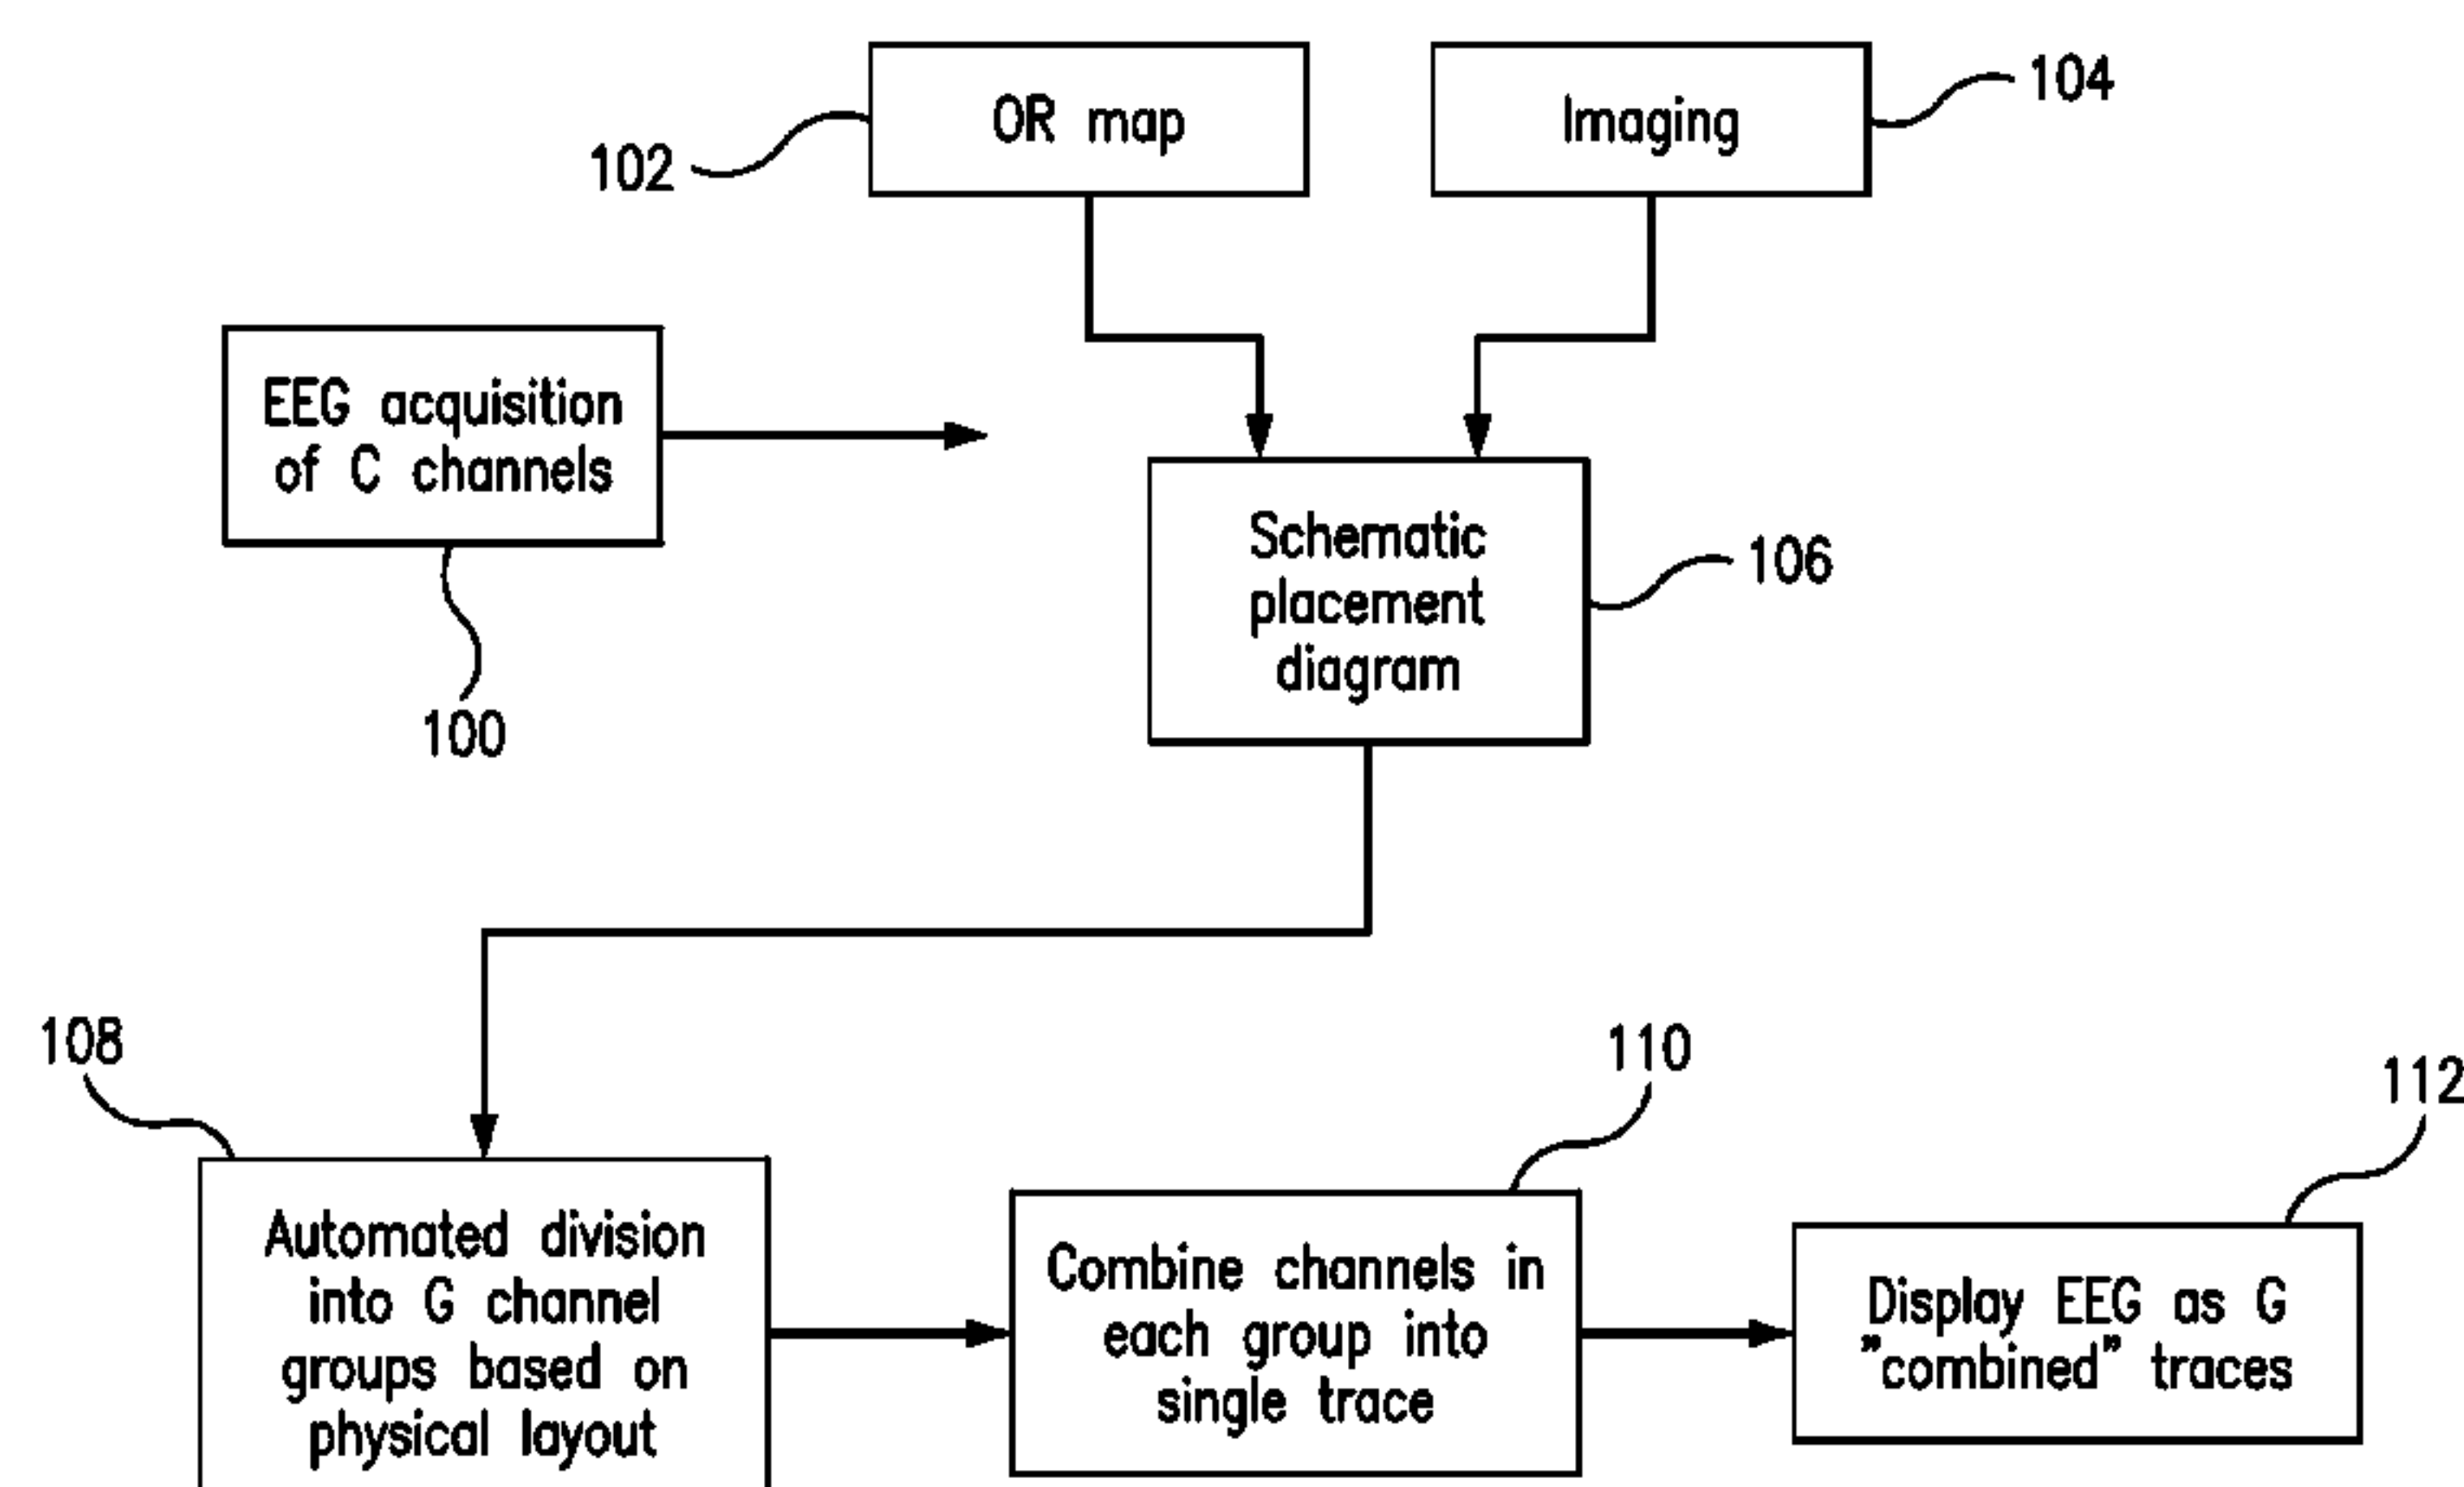 OR map
Imaging
104
102
EEG acquisition
of C channels
100
Schematic
placement
diagram
106
108
110
112
Automated division
into G channel
groups based on
physical layout
Combine channels in
each group into
single trace
Display EEG as G
"combined" traces